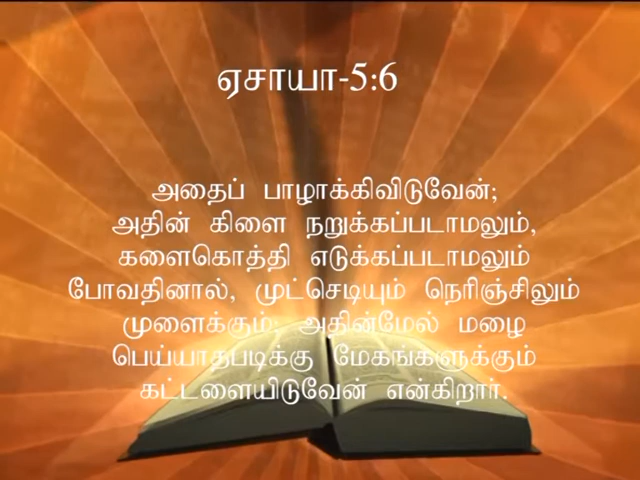 ஏசாயா-5:6
அதைப் பாழாக்கிவிடுவேன்;
அதின் கிளை நறுக்கப்படாமலும்,
களைகொத்தி எடுக்கப்படாமலும்
போவதினால், முட்செடியும் நெரிஞ்சிலும்
முளைக்கும்; அதின்மேல் மழை
பெய்யாதபடிக்கு மேகங்களுக்கும்
கட்டளையிடுவேன் என்கிறார்.